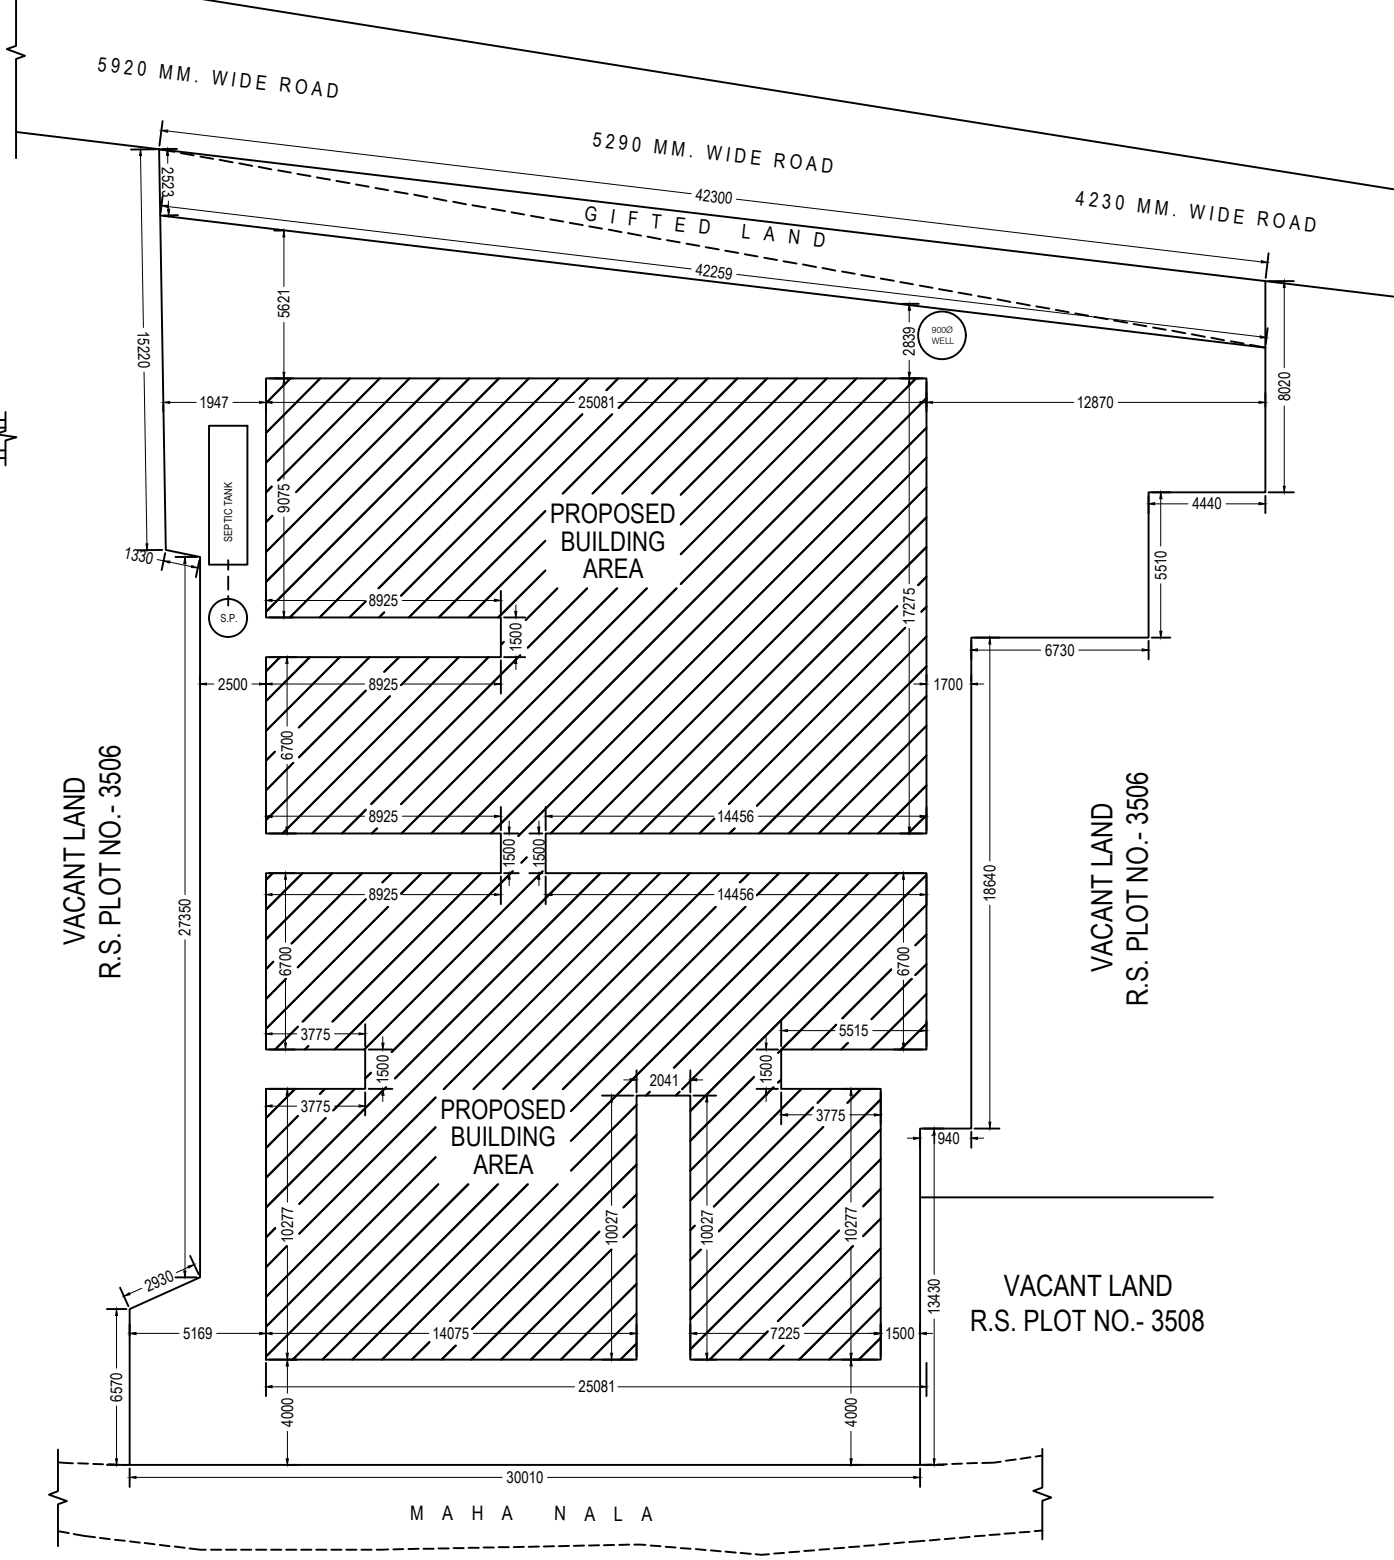 5920 MM. WIDE ROAD
5290 MM. WIDE ROAD
4230 MM. WIDE ROAD
42300
GIFTED LAND
42259
2523
5621
2839
900Ø
WELL
15220
8020
1947
25081
12870
SEPTIC TANK
9075
PROPOSED
BUILDING
AREA
4440
5510
1330
S.P.
8925
1500
17275
6730
2500
8925
1700
6700
VACANT LAND
R.S. PLOT NO.- 3506
8925
14456
1500
1500
VACANT LAND
R.S. PLOT NO.- 3506
18640
27350
8925
14456
6700
6700
3775
5515
1500
2041
1500
3775
3775
PROPOSED
BUILDING
AREA
1940
10277
10027
10027
10277
13430
2930
VACANT LAND
R.S. PLOT NO.- 3508
5169
14075
7225
1500
6570
25081
4000
4000
30010
MAHA NALA